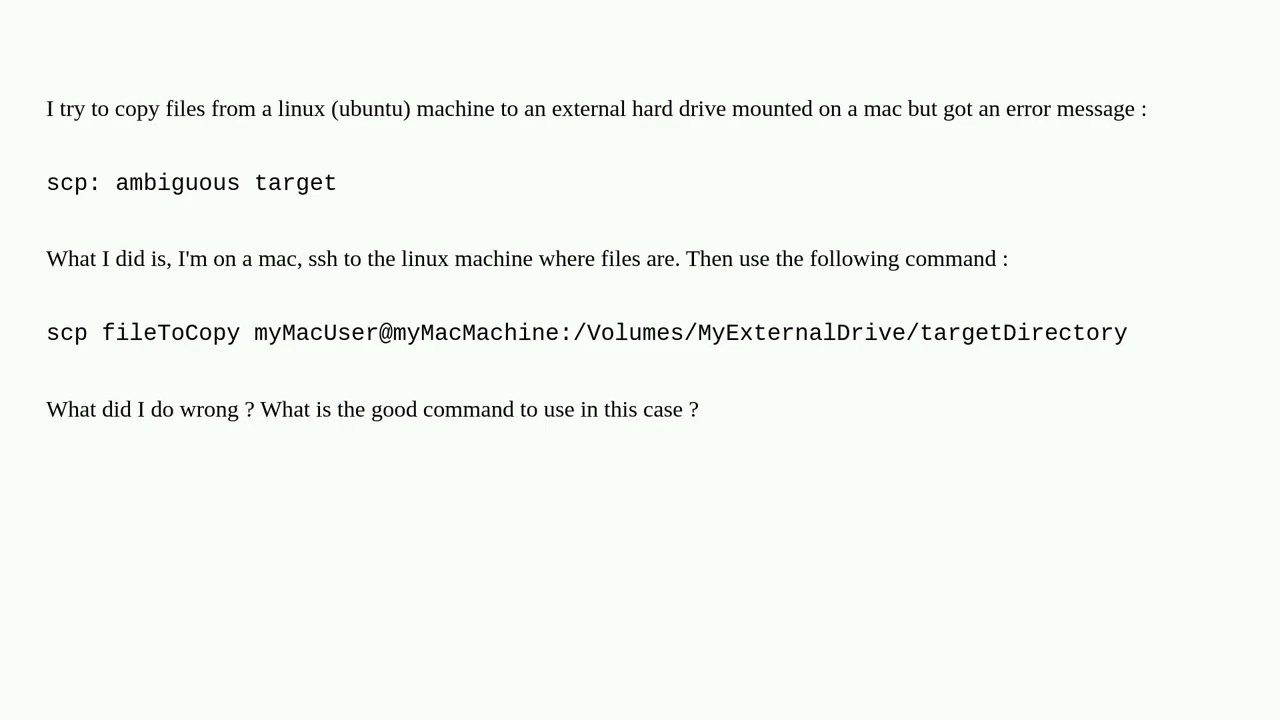 I try to copy files from a linux (ubuntu) machine to an external hard drive mounted on a mac but got an error message :
scp: ambiguous target
What I did is, I'm on a mac, ssh to the linux machine where files are. Then use the following command :
scp fileToCopy myMacUser@myMacMachine:/Volumes/MyExternalDrive/targetDirectory
What did I do wrong ? What is the good command to use in this case ?